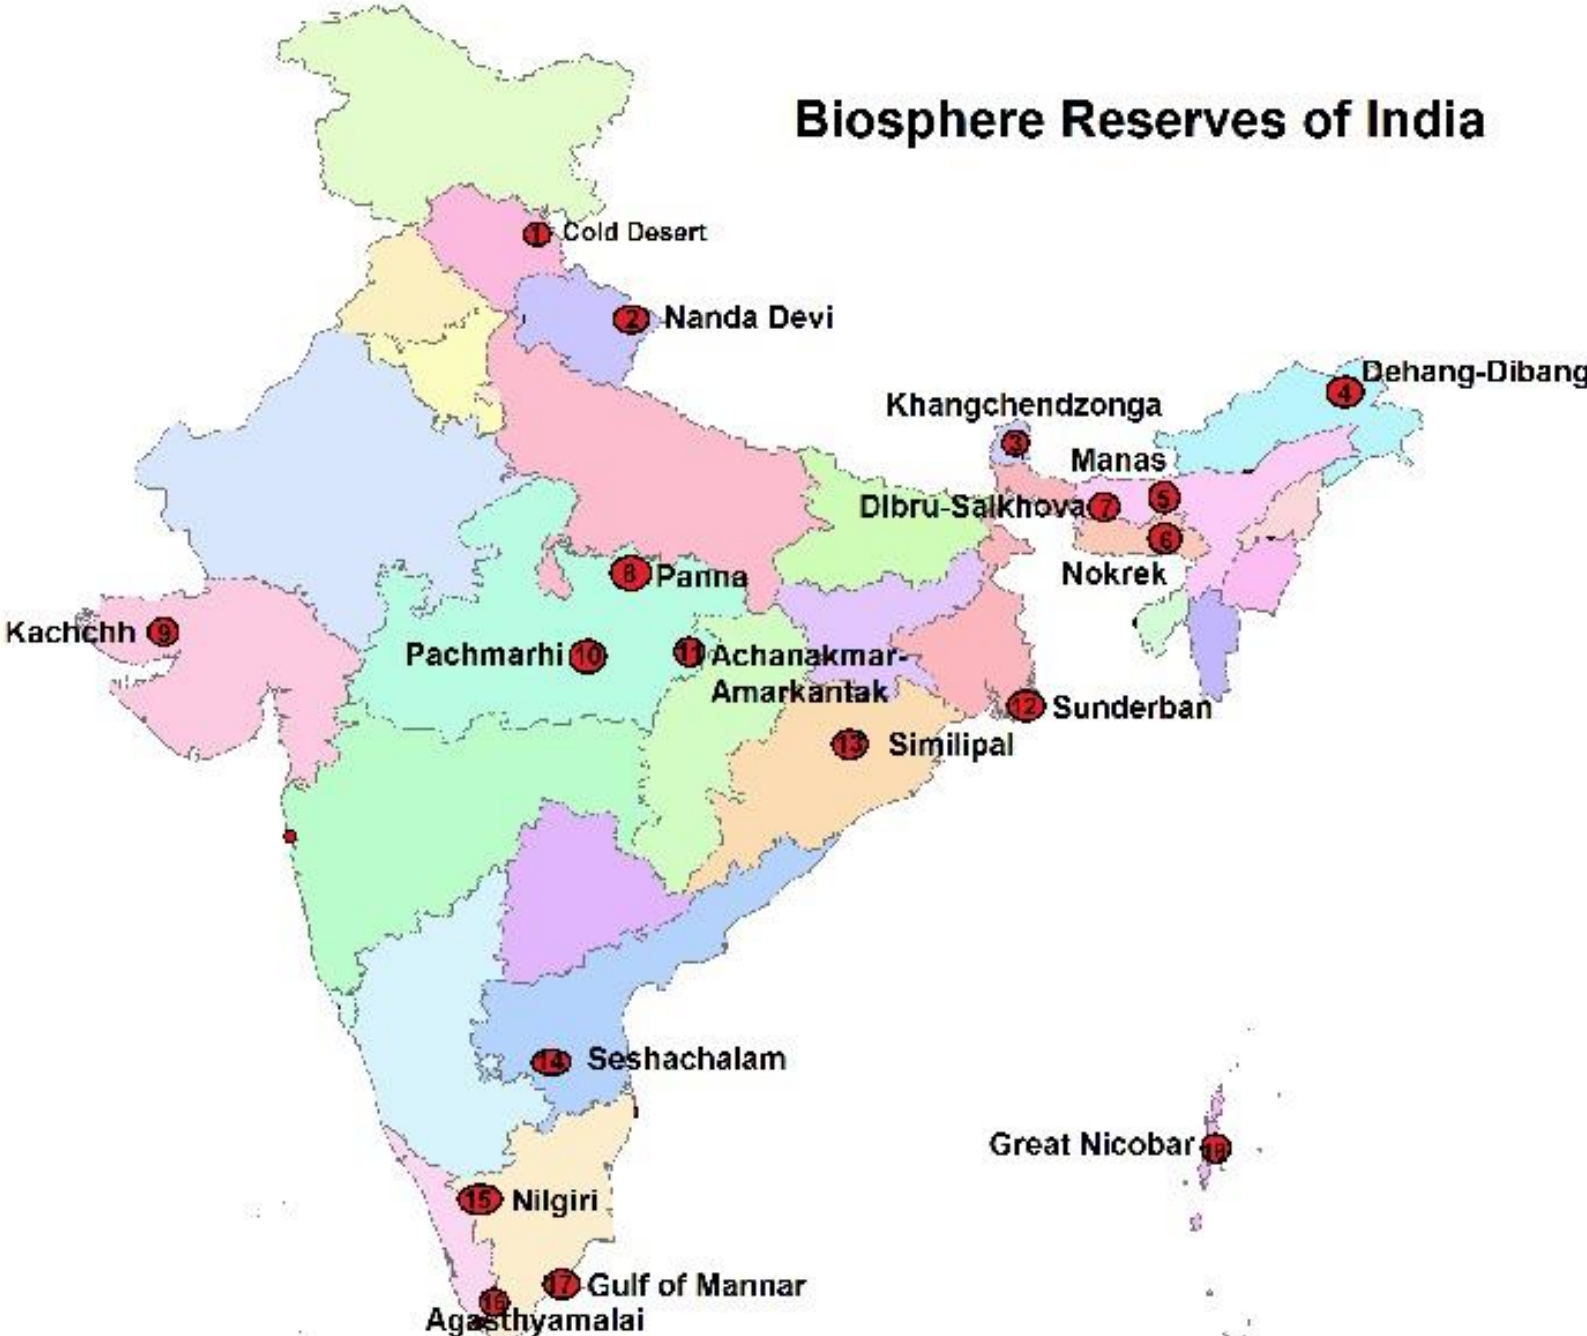 Biosphere Reserves of India
1 Cold Desert
2 Nanda Devi
Dehang-Dibang
4
Khangchendzonga
3
Manas
5
Dibru-Saikhova 7
6
Nokrek
8 Panna
Kachchh 9
Pachmarhi 10
11 Achanakmar-
Amarkantak
12 Sunderban
13 Similipal
14 Seshachalam
Great Nicobar 18
15 Nilgiri
17 Gulf of Mannar
16
Agasthyamalai